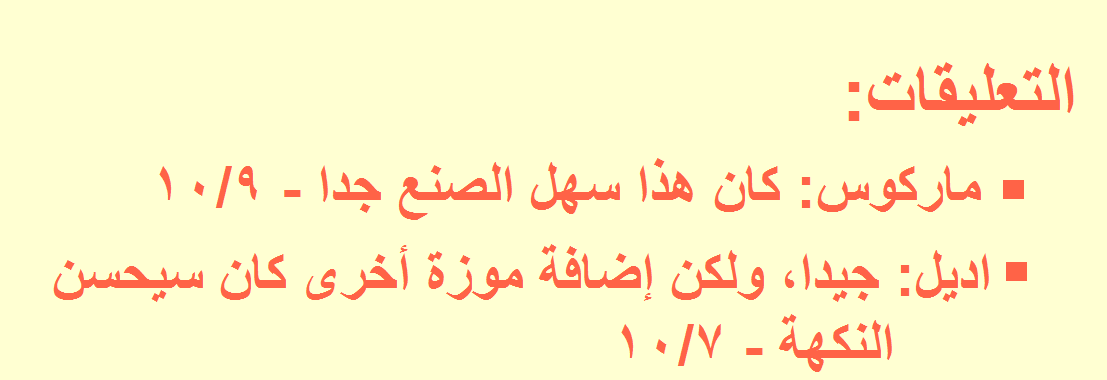 التعليقات:
▪ ماركوس: كان هذا سهل الصنع جدا - ١٠/٩
▪ اديل: جيدا، ولكن إضافة موزة أخرى كان سيحسن
النكهة - ١٠/٧